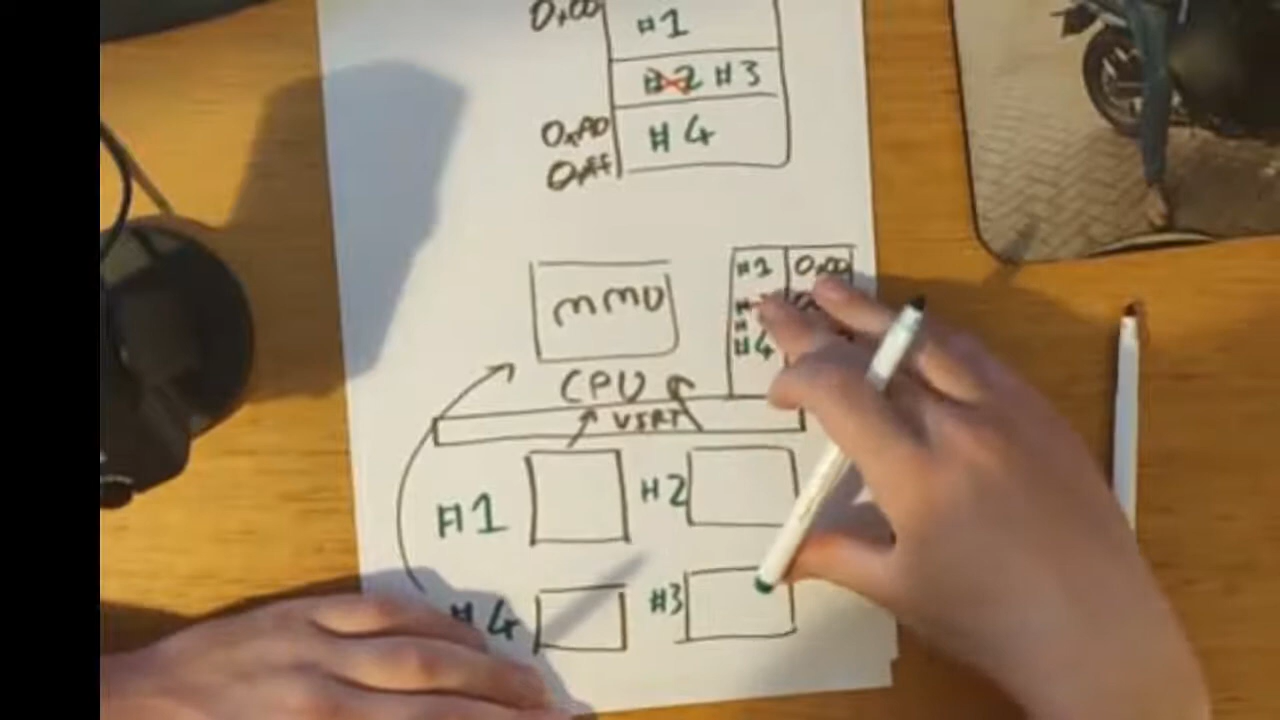 0x00
#1
#2 #3
0xA0
#4
0xff
MMU
#1 0x00
#4
CPU
VIRT
#1
#2
#4
#3